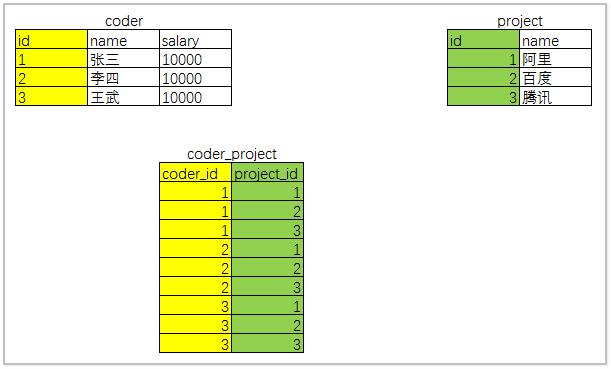 coder project
id name salary id name
1 张三 10000 1 阿里
2 李四 10000 2 百度
3 王武 10000 3 腾讯
coder_project
coder_id project_id
1 1
1 2
1 3
2 1
2 2
2 3
3 1
3 2
3 3